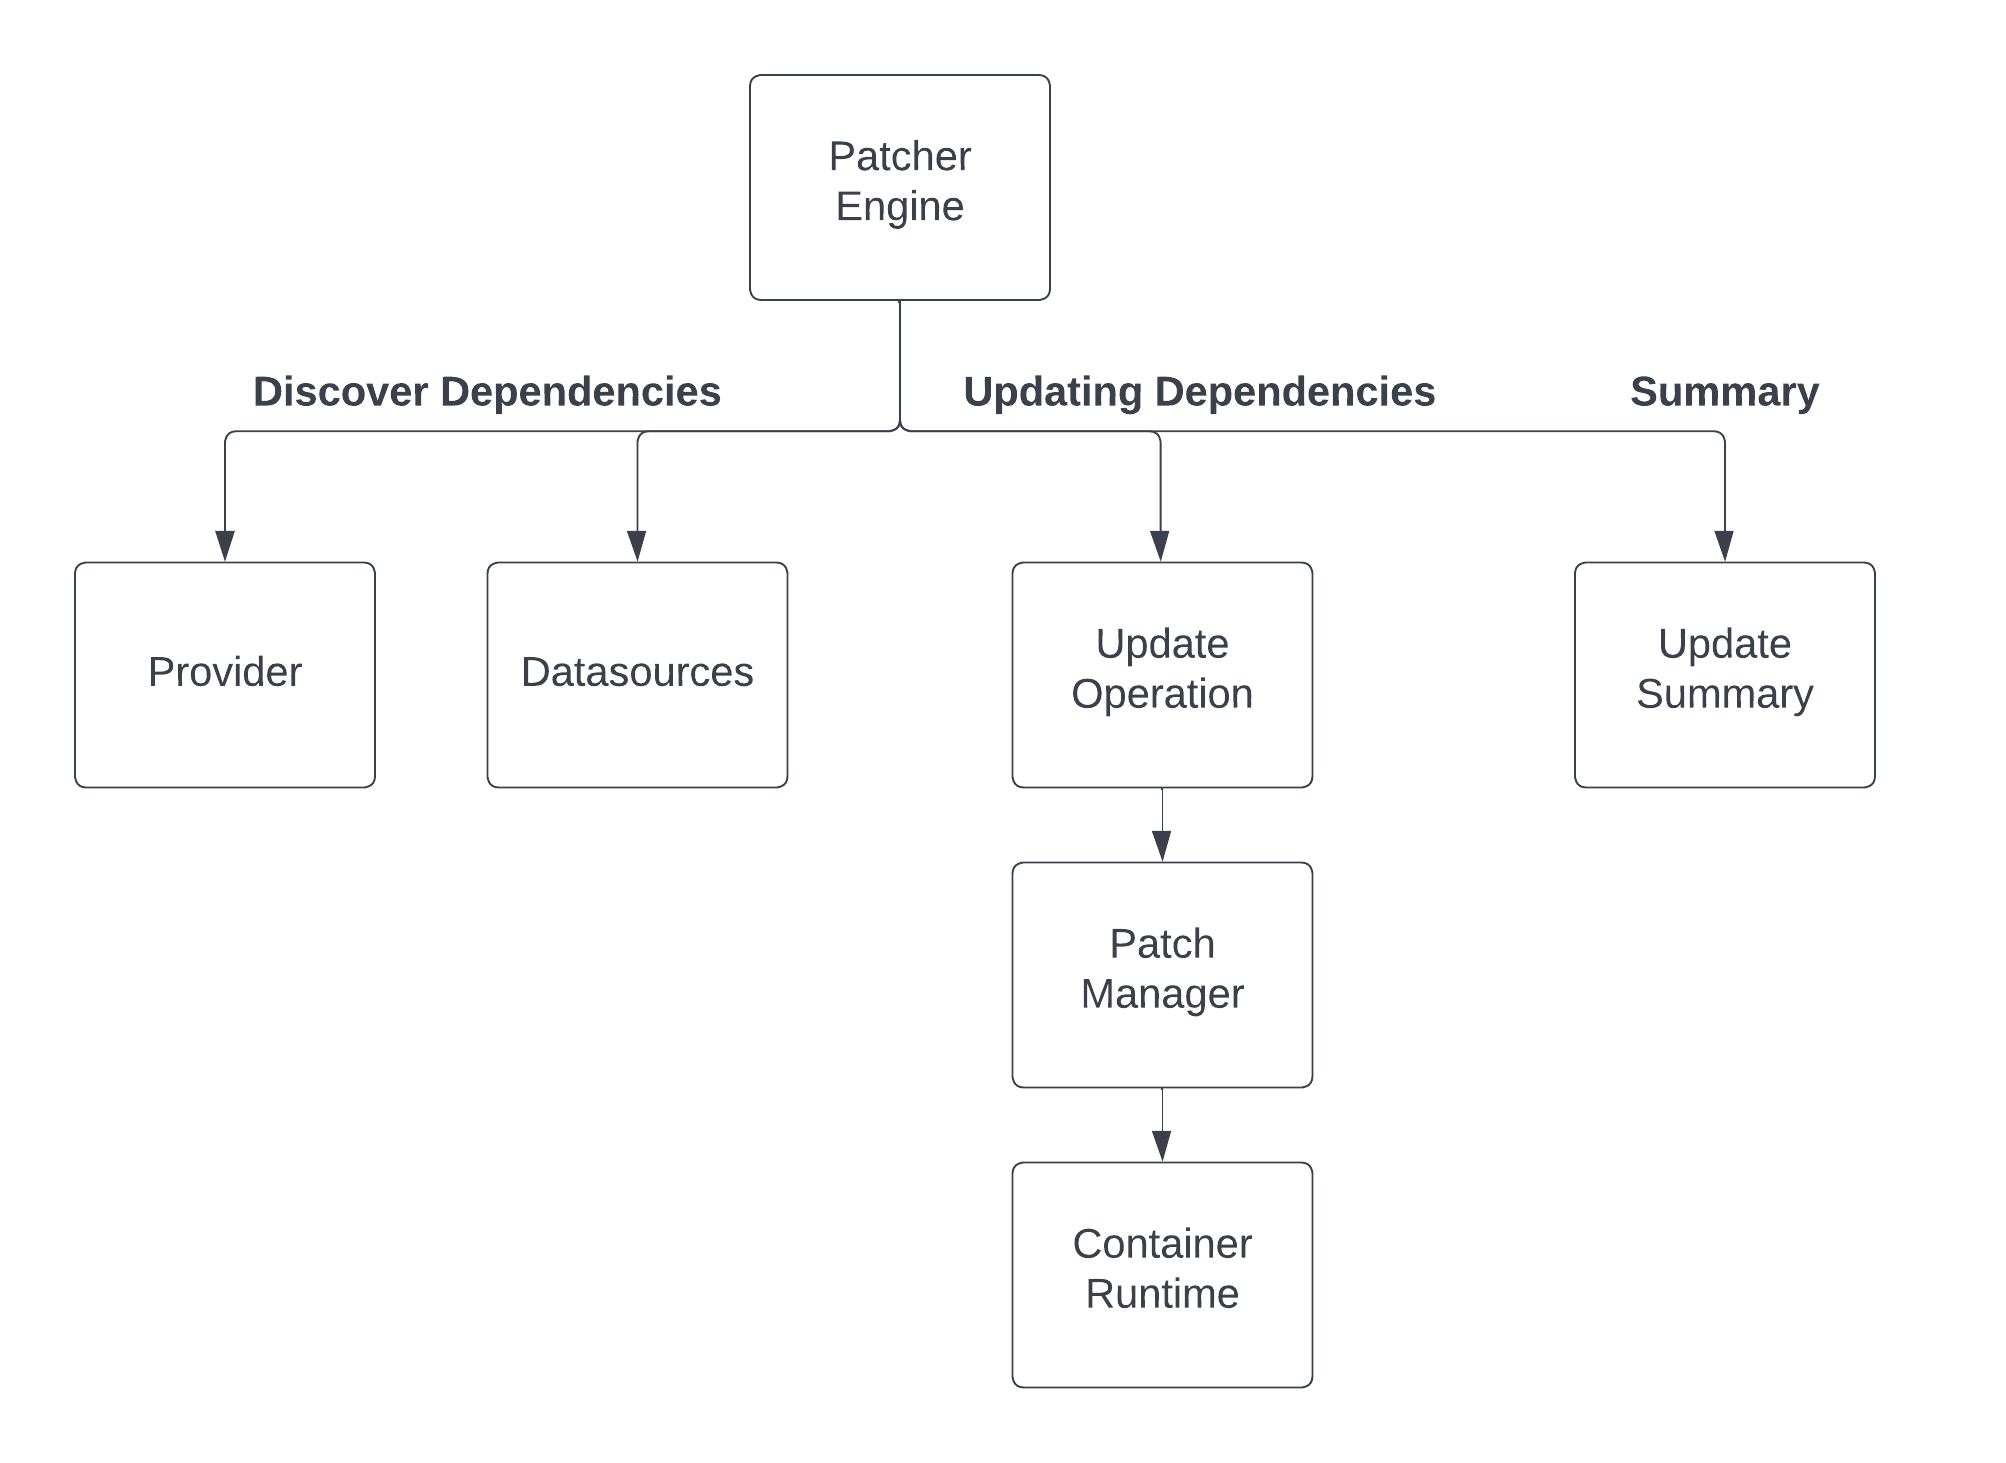 Patcher
Engine
Discover Dependencies
Updating Dependencies
Summary
Provider
Datasources
Update
Operation
Update
Summary
Patch
Manager
Container
Runtime